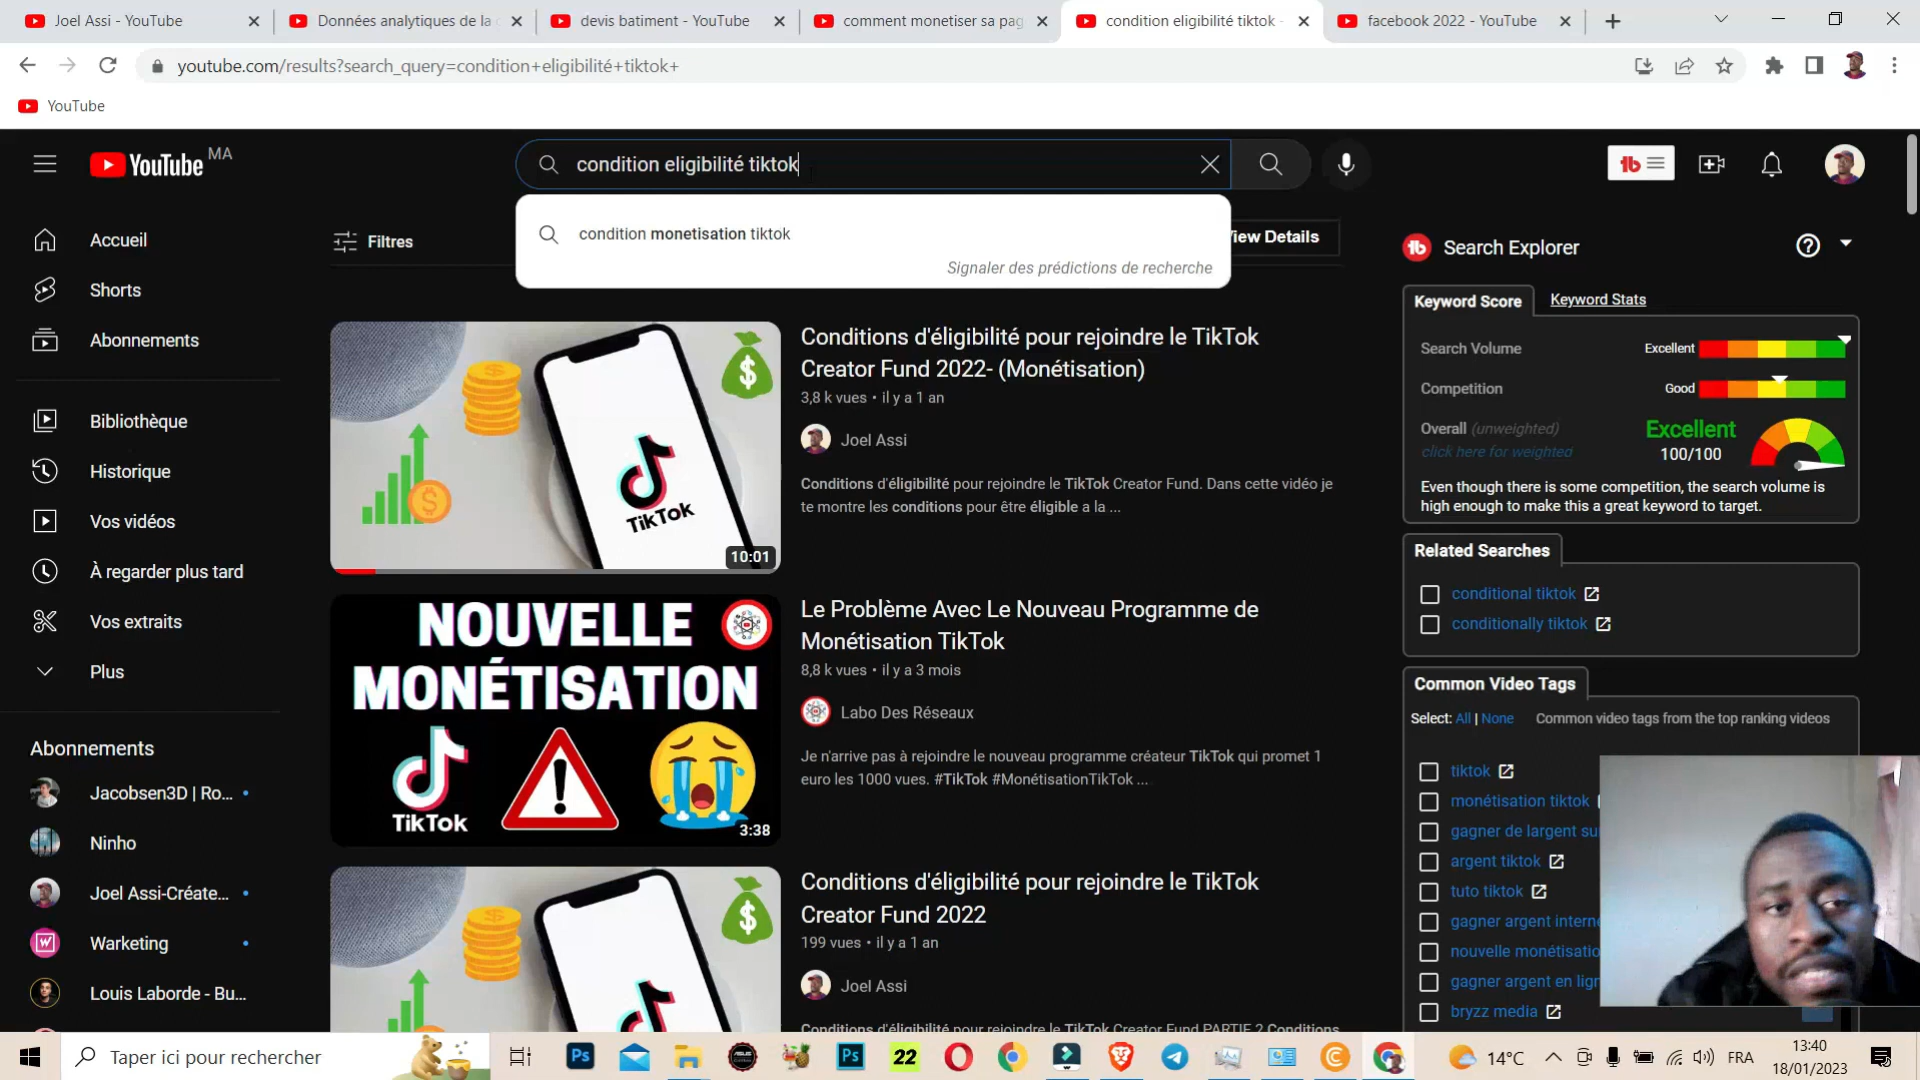 Joel Assi - YouTube
Données analytiques de la
devis batiment - YouTube
comment monetiser sa pag
condition eligibilité tiktok -
facebook 2022 - YouTube
youtube.com/results?search_query=condition+eligibilité+tiktok+
YouTube
YouTube MA
condition eligibilité tiktok
condition monetisation tiktok
Signaler des prédictions de recherche
Filtres
View Details
Accueil
Shorts
Abonnements
Bibliothèque
Historique
Vos vidéos
À regarder plus tard
Vos extraits
Plus
Abonnements
Jacobsen3D | Ro...
Ninho
Joel Assi-Créate...
Warketing
Louis Laborde - Bu...
TikTok
10:01
Conditions d'éligibilité pour rejoindre le TikTok
Creator Fund 2022- (Monétisation)
3,8 k vues • il y a 1 an
Joel Assi
Conditions d'éligibilité pour rejoindre le TikTok Creator Fund. Dans cette vidéo je
te montre les conditions pour être éligible a la ...
NOUVELLE
MONÉTISATION
TikTok
3:38
Le Problème Avec Le Nouveau Programme de
Monétisation TikTok
8,8 k vues • il y a 3 mois
Labo Des Réseaux
Je n'arrive pas à rejoindre le nouveau programme créateur TikTok qui promet 1
euro les 1000 vues. #TikTok #MonétisationTikTok ...
Conditions d'éligibilité pour rejoindre le TikTok
Creator Fund 2022
199 vues • il y a 1 an
Joel Assi
Conditions d'éligibilité pour rejoindre le TikTok Creator Fund PARTIE 2 Conditions
Search Explorer
Keyword Score
Keyword Stats
Search Volume
Excellent
Competition
Good
Overall (unweighted)
click here for weighted
Excellent
100/100
Even though there is some competition, the search volume is
high enough to make this a great keyword to target.
Related Searches
conditional tiktok
conditionally tiktok
Common Video Tags
Select: All | None
Common video tags from the top ranking videos
tiktok
monétisation tiktok
gagner de largent su
argent tiktok
tuto tiktok
gagner argent intern
nouvelle monétisatio
gagner argent en lig
bryzz media
Taper ici pour rechercher
Ps
Ps
22
14°C
FRA
13:40
18/01/2023